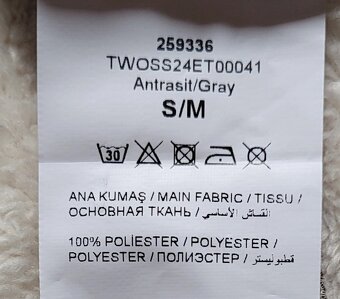 259336
TWOSS24ET00041
Antrasit/Gray
S/M
30
ANA KUMAŞ / MAIN FABRIC / TISSU /
ОСНОВНАЯ ТКАНЬ / القماش الأساسي /
100% POLİESTER / POLYESTER /
POLYESTER / ПОЛИЭСТЕР / قطبوليستر